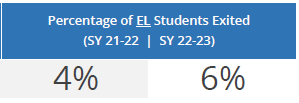 Percentage of EL Students Exited
(SY 21-22 | SY 22-23)
4% 6%